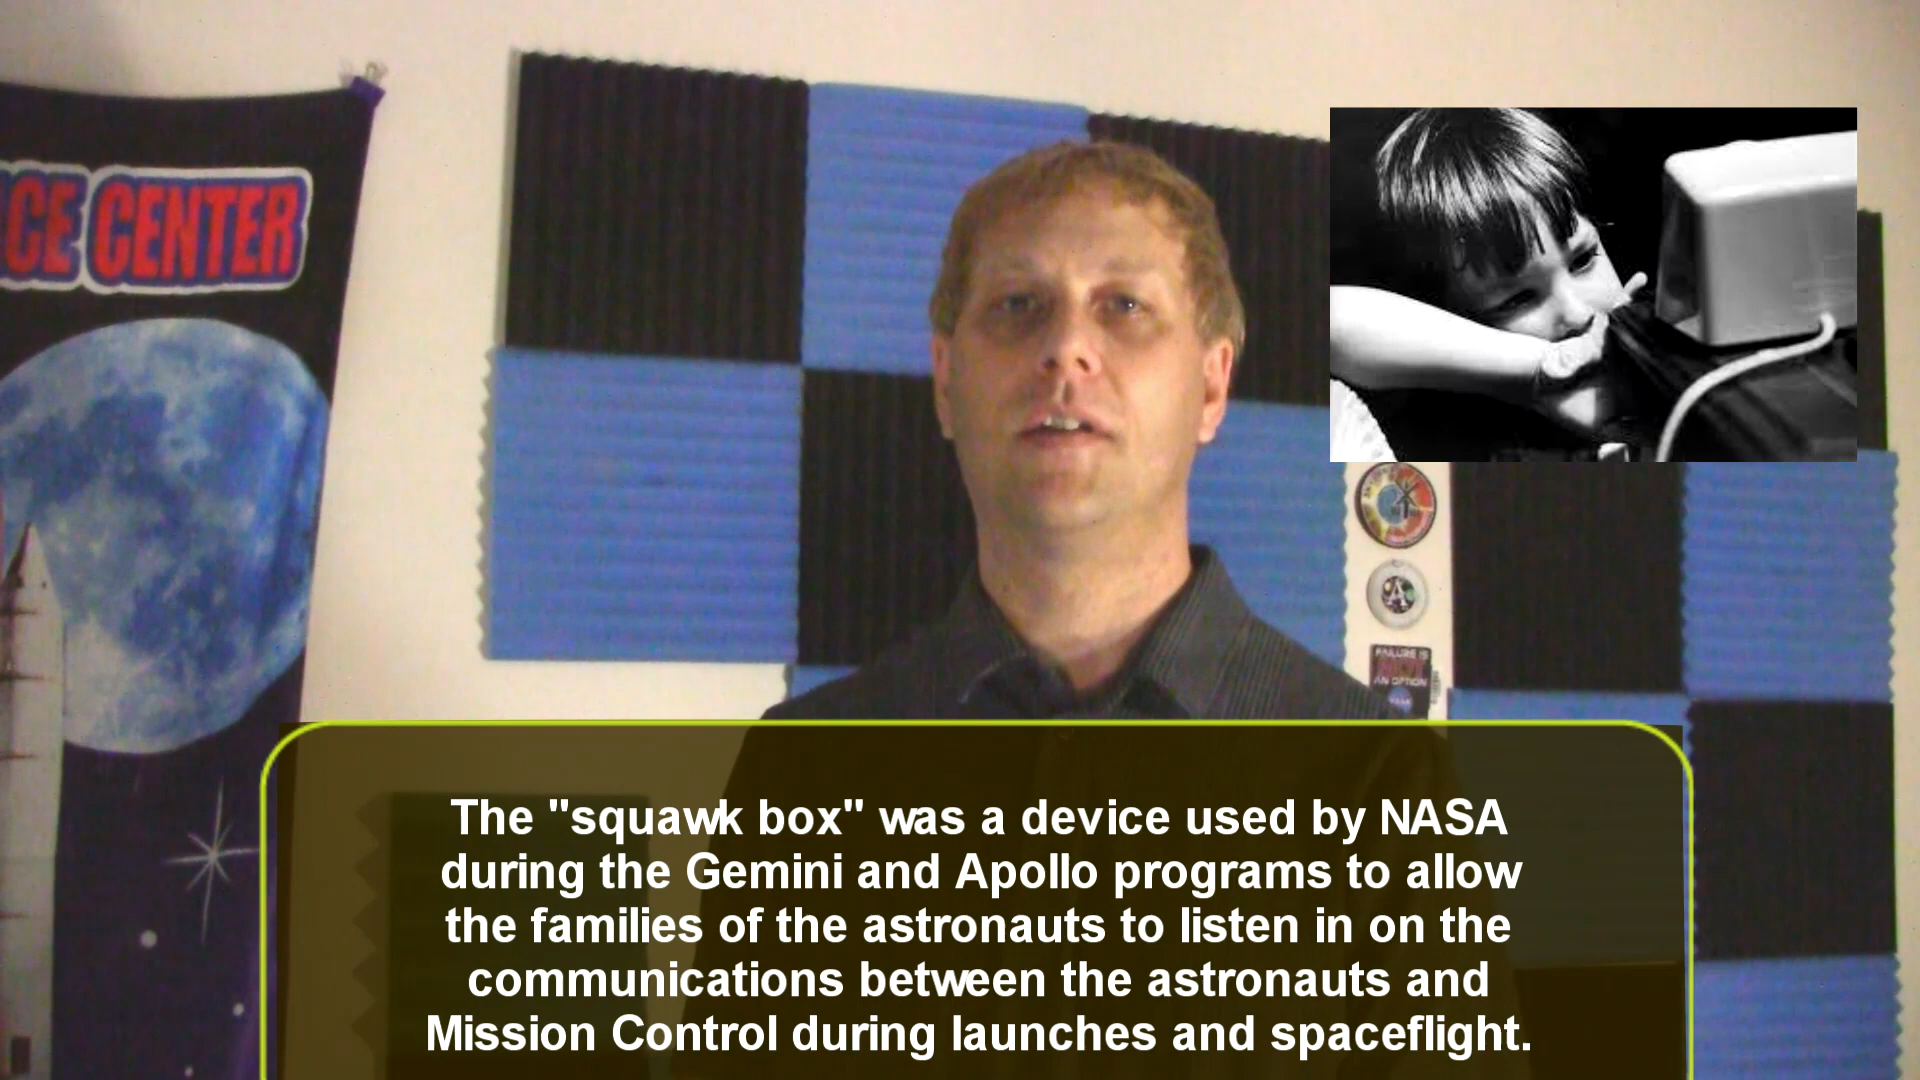 CE CENTER
A
FAILURE IS
NOT
AN OPTION
The "squawk box" was a device used by NASA
during the Gemini and Apollo programs to allow
the families of the astronauts to listen in on the
communications between the astronauts and
Mission Control during launches and spaceflight.